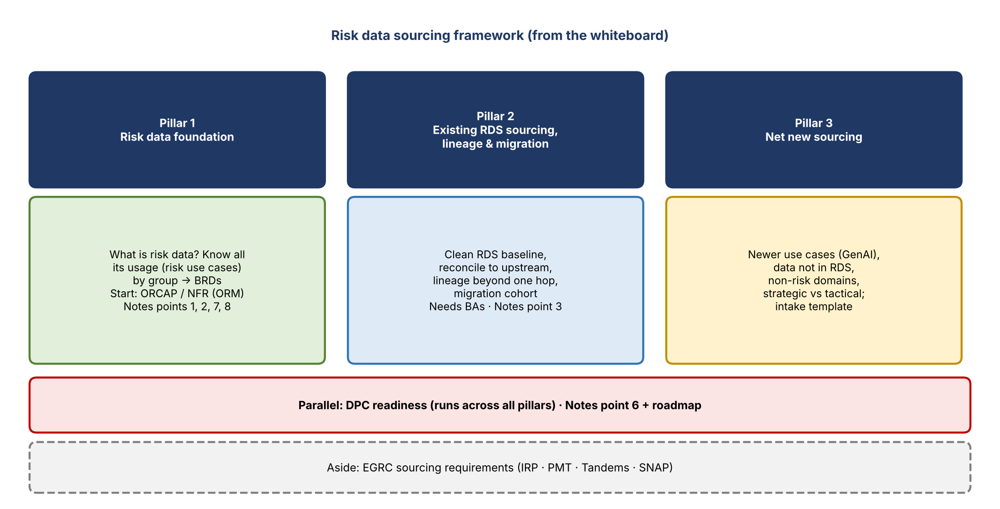 Risk data sourcing framework (from the whiteboard)
Pillar 1
Risk data foundation
Pillar 2
Existing RDS sourcing,
lineage & migration
Pillar 3
Net new sourcing
What is risk data? Know all
its usage (risk use cases)
by group → BRDs
Start: ORCAP / NFR (ORM)
Notes points 1, 2, 7, 8
Clean RDS baseline,
reconcile to upstream,
lineage beyond one hop,
migration cohort
Needs BAs · Notes point 3
Newer use cases (GenAI),
data not in RDS,
non-risk domains,
strategic vs tactical;
intake template
Parallel: DPC readiness (runs across all pillars) · Notes point 6 + roadmap
Aside: EGRC sourcing requirements (IRP · PMT · Tandems · SNAP)